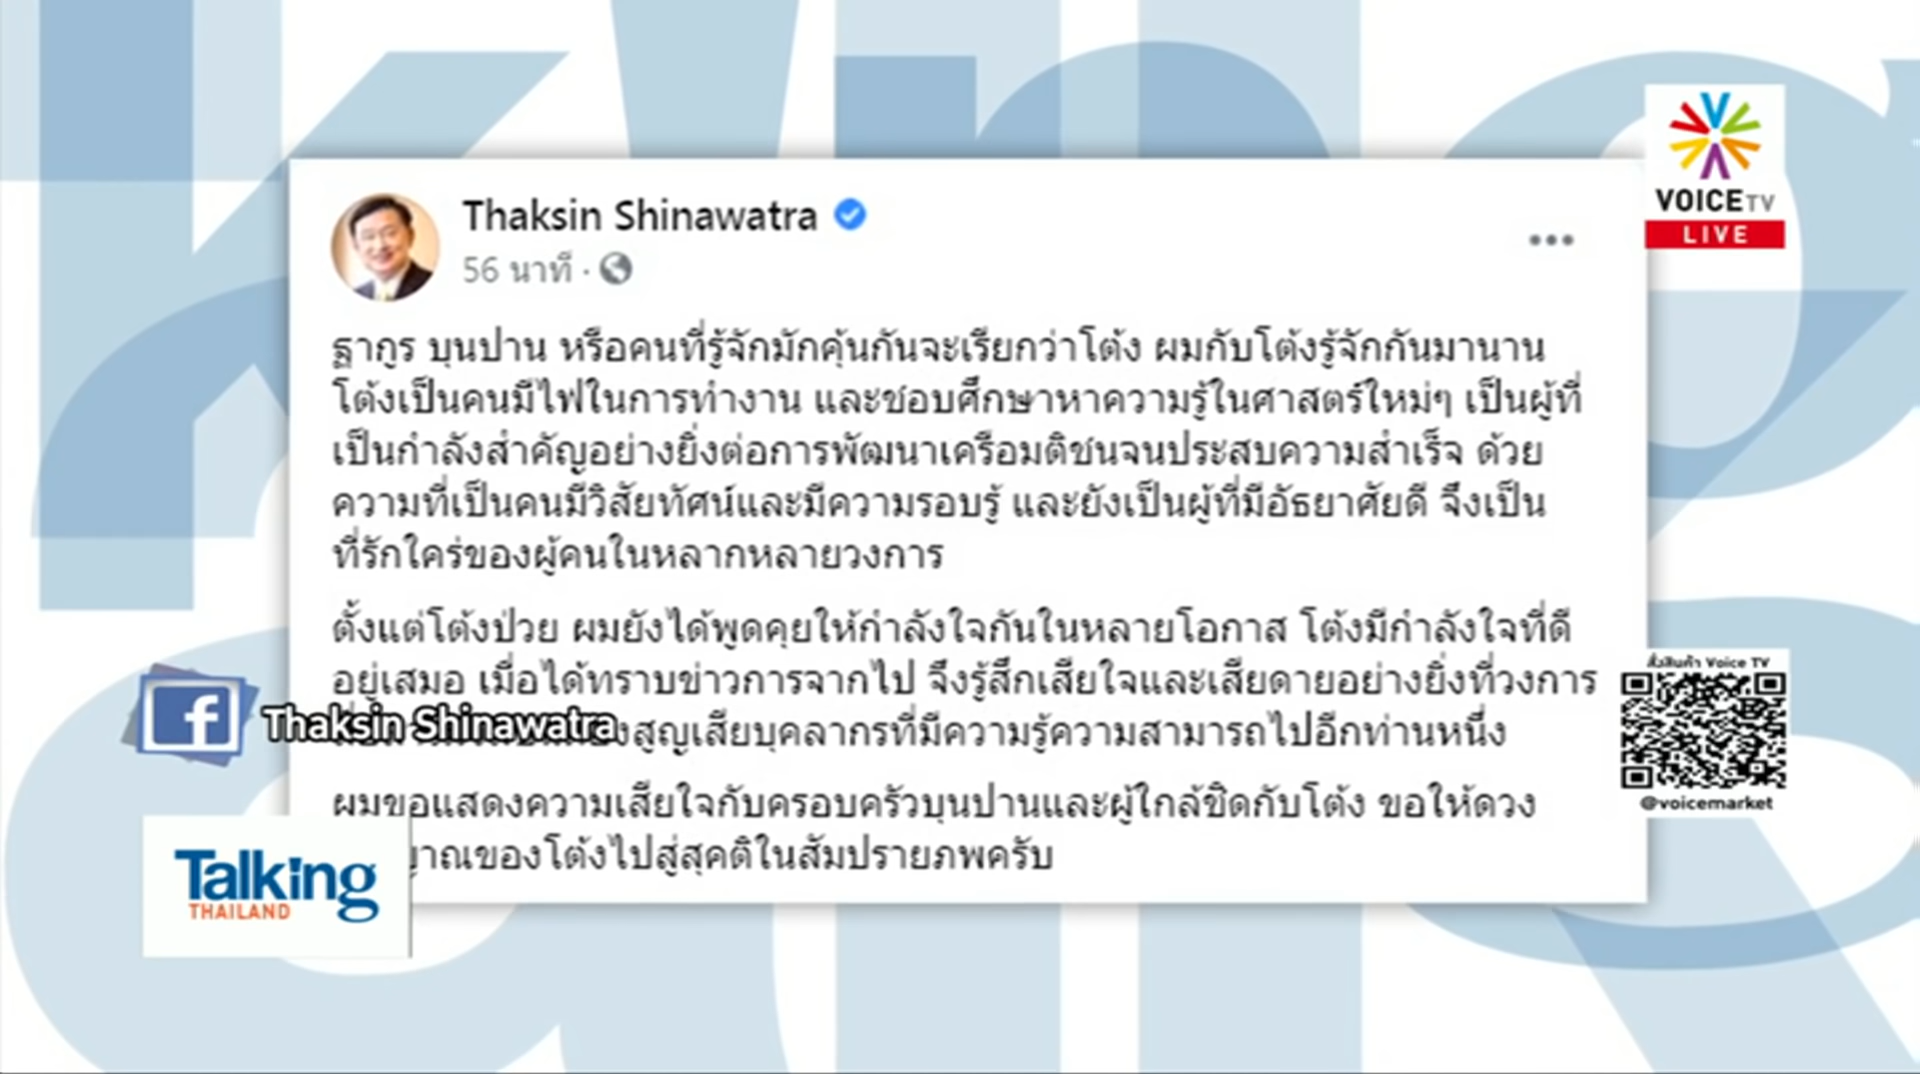 VOICE TV
LIVE
Thaksin Shinawatra
56 นาที ·
ฐากูร บุนปาน หรือคนที่รู้จักมักคุ้นกันจะเรียกว่าโต้ง ผมกับโต้งรู้จักกันมานาน
โต้งเป็นคนมีไฟในการทำงาน และชอบศึกษาหาความรู้ในศาสตร์ใหม่ๆ เป็นผู้ที่
เป็นกำลังสำคัญอย่างยิ่งต่อการพัฒนาเครือมติชนจนประสบความสำเร็จ ด้วย
ความที่เป็นคนมีวิสัยทัศน์และมีความรอบรู้ และยังเป็นผู้ที่มีอัธยาศัยดี จึงเป็น
ที่รักใคร่ของผู้คนในหลากหลายวงการ
ตั้งแต่โต้งป่วย ผมยังได้พูดคุยให้กำลังใจกันในหลายโอกาส โต้งมีกำลังใจที่ดี
อยู่เสมอ เมื่อได้ทราบข่าวการจากไป จึงรู้สึกเสียใจและเสียดายอย่างยิ่งที่วงการ
สูญเสียบุคลากรที่มีความรู้ความสามารถไปอีกท่านหนึ่ง
ผมขอแสดงความเสียใจกับครอบครัวบุนปานและผู้ใกล้ชิดกับโต้ง ขอให้ดวง
ของโต้งไปสู่สุคติในสัมปรายภพครับ
Thaksin Shinawatra
สั่งสินค้า Voice TV
@voicemarket
Talking
THAILAND